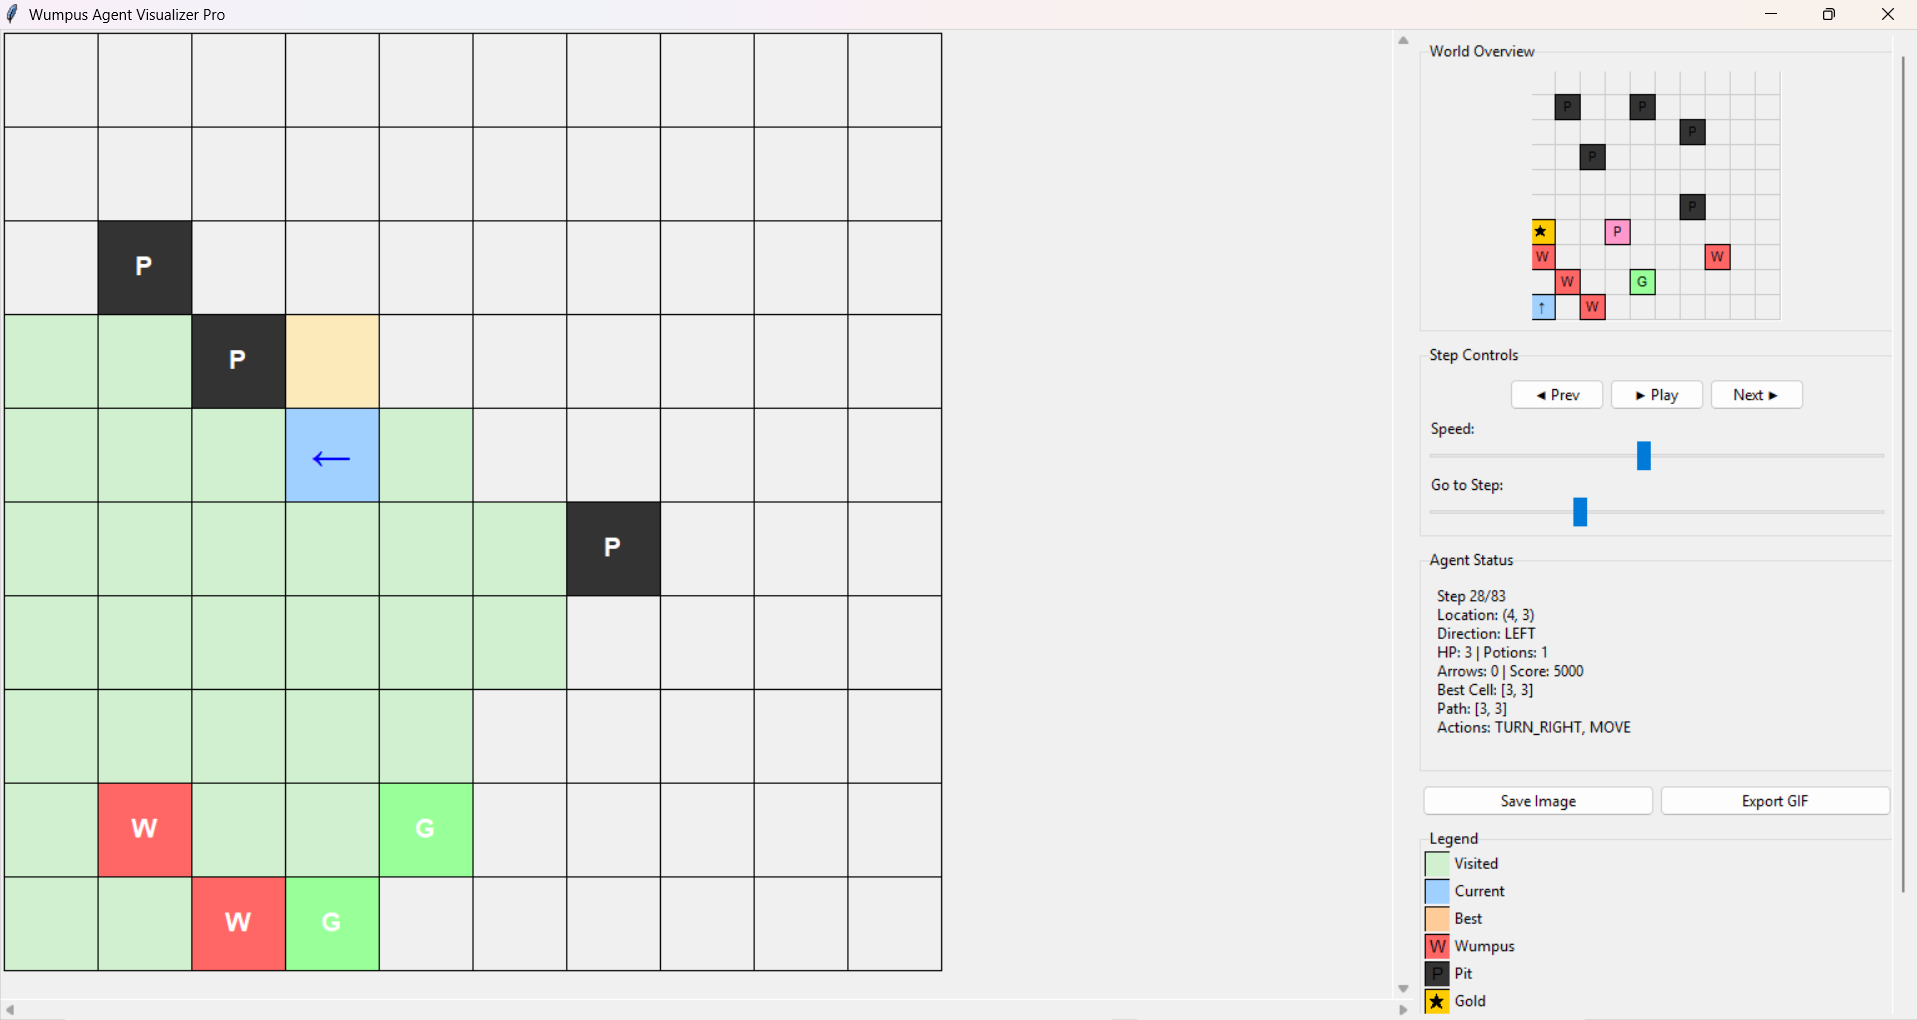 Wumpus Agent Visualizer Pro
P
P
←
P
W
G
W
G
World Overview
P
P
P
P
P
★
P
W
W
W
G
↑
W
Step Controls
◄ Prev
► Play
Next ►
Speed:
Go to Step:
Agent Status
Step 28/83
Location: (4, 3)
Direction: LEFT
HP: 3 | Potions: 1
Arrows: 0 | Score: 5000
Best Cell: [3, 3]
Path: [3, 3]
Actions: TURN_RIGHT, MOVE
Save Image
Export GIF
Legend
Visited
Current
Best
W Wumpus
P Pit
★ Gold